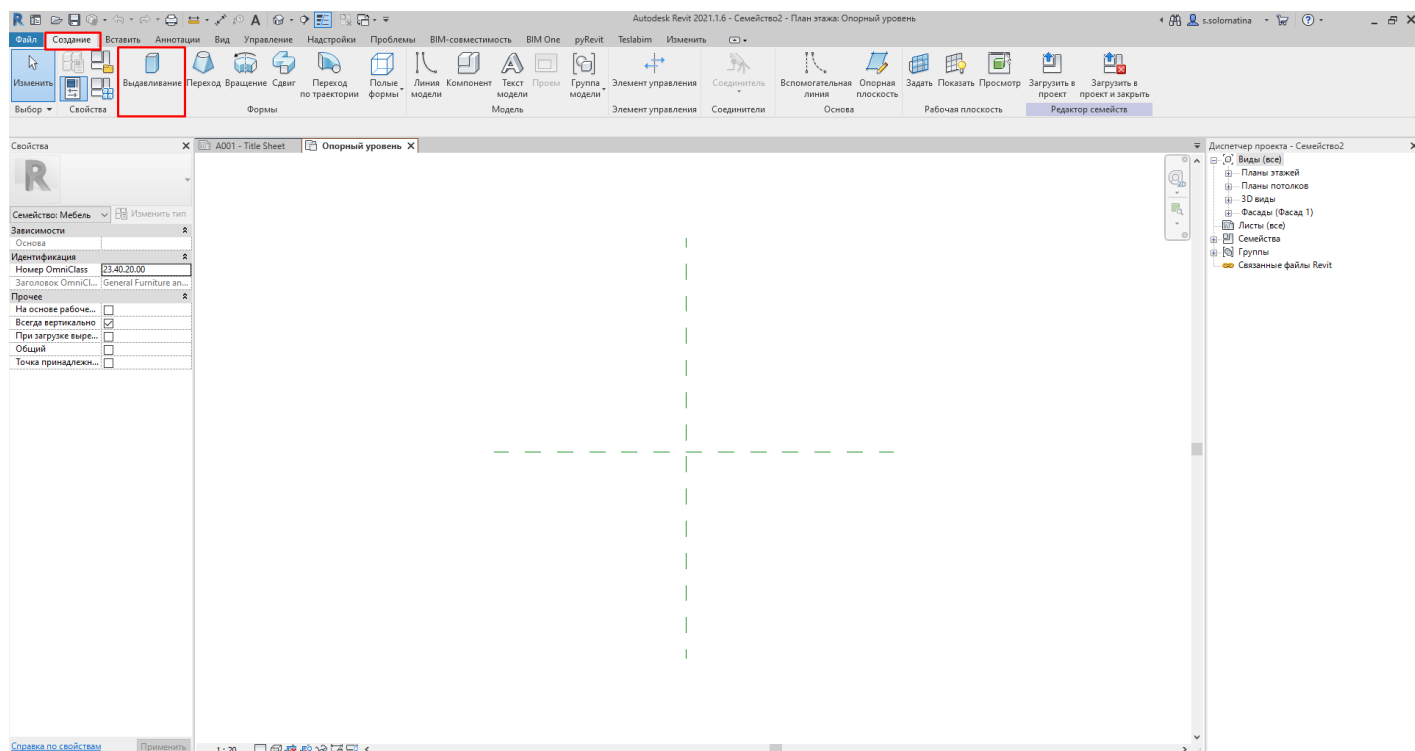 Autodesk Revit 2021.1.6 - Семейство2 - План этажа: Опорный уровень
s.solomatina
Файл Создание Вставить Аннотации Вид Управление Надстройки Проблемы BIM-совместимость BIM One pyRevit Teslabim Изменить
Изменить Выдавливание Переход Вращение Сдвиг Переход по траектории Полые формы Линия модели Компонент Текст модели Проем Группа модели Элемент управления Соединитель Вспомогательная линия Опорная плоскость Задать Показать Просмотр Загрузить в проект Загрузить в проект и закрыть
Выбор Свойства Формы Модель Элемент управления Соединители Основа Рабочая плоскость Редактор семейств
Свойства
A001 - Title Sheet
Опорный уровень
Диспетчер проекта - Семейство2
R
Семейство: Мебель
Изменить тип
Зависимости
Основа
Идентификация
Номер OmniClass 23.40.20.00
Заголовок OmniCl... General Furniture an...
Прочее
На основе рабоче...
Всегда вертикально
При загрузке выре...
Общий
Точка принадлежн...
2D
Виды (все)
Планы этажей
Планы потолков
3D виды
Фасады (Фасад 1)
Листы (все)
Семейства
Группы
Связанные файлы Revit
Справка по свойствам
Применить
1 : 20